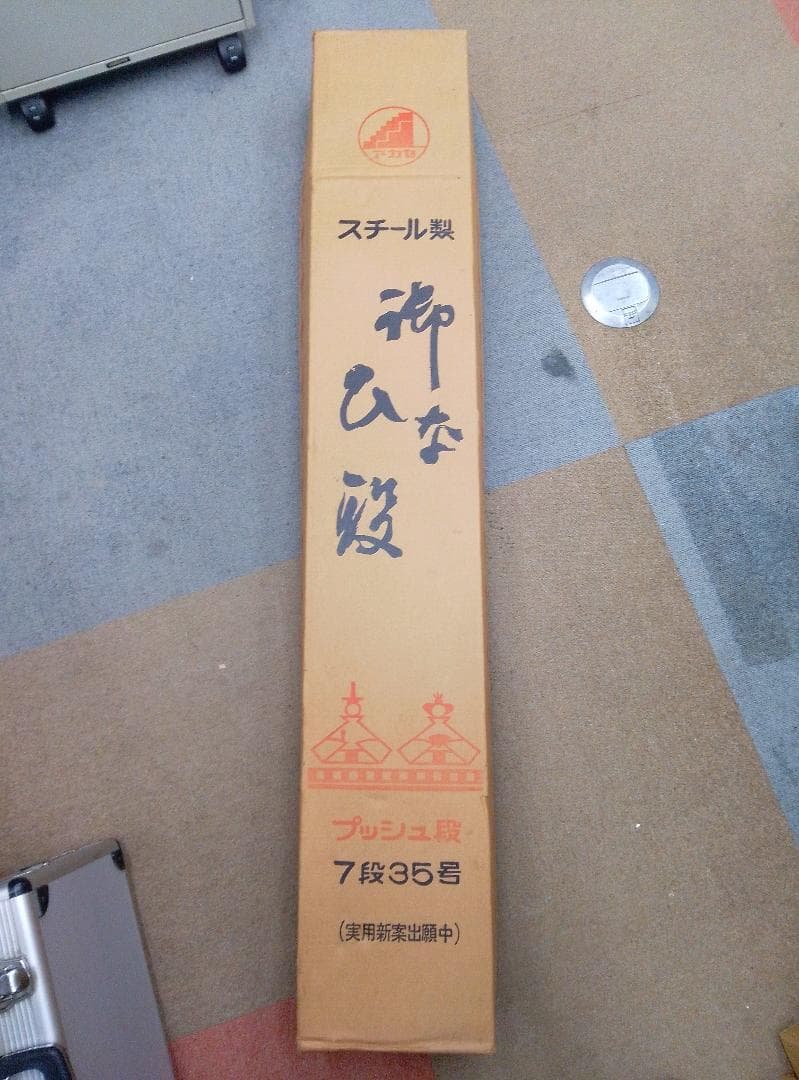 スチール製
御ひな段
プッシュ段
7段35号
(実用新案出願中)